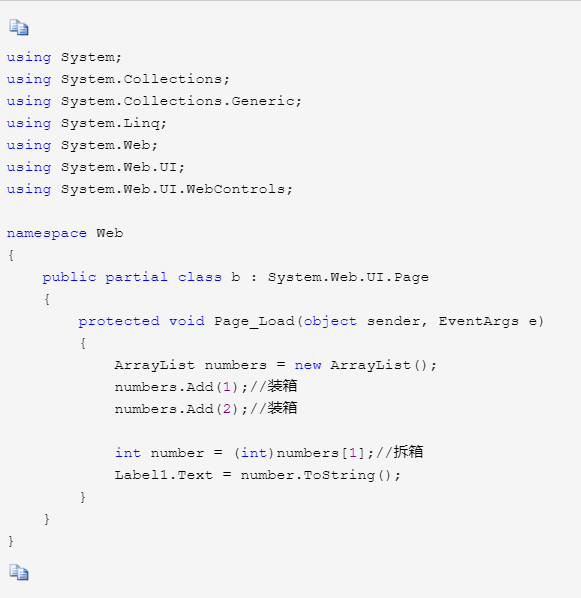 using System;
using System.Collections;
using System.Collections.Generic;
using System.Linq;
using System.Web;
using System.Web.UI;
using System.Web.UI.WebControls;

namespace Web
{
    public partial class b : System.Web.UI.Page
    {
        protected void Page_Load(object sender, EventArgs e)
        {
            ArrayList numbers = new ArrayList();
            numbers.Add(1);//装箱
            numbers.Add(2);//装箱

            int number = (int)numbers[1];//拆箱
            Label1.Text = number.ToString();
        }
    }
}